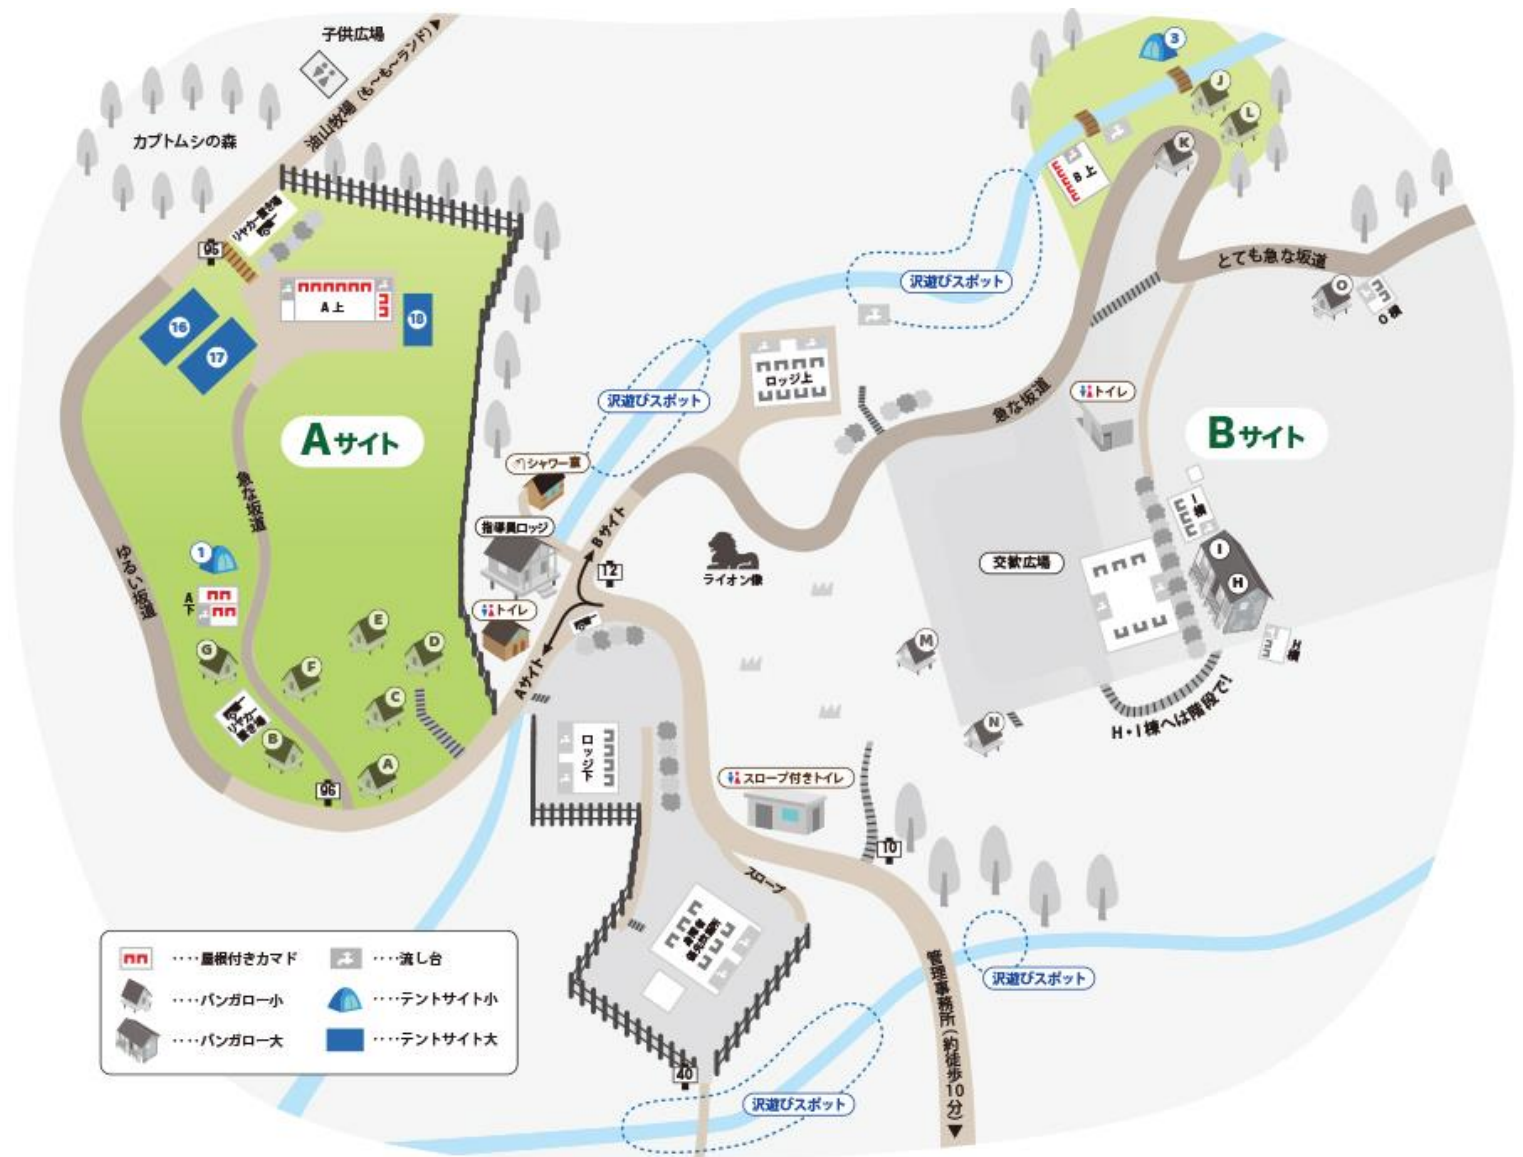 子供広場
油山牧場(も〜も〜ランド)
カブトムシの森
リヤカー置き場
95
A上
16
17
18
Aサイト
急な坂道
ゆるい坂道
1
A下
G
F
E
D
C
B
A
リヤカー置き場
96
シャワー室
指導員ロッジ
トイレ
Bサイト
Aサイト
12
沢遊びスポット
ロッジ上
沢遊びスポット
ライオン像
3
J
L
K
B上
とても急な坂道
O
O棟
急な坂道
トイレ
Bサイト
I棟
交歓広場
I
H
H棟
M
N
H・I棟へは階段で!
ロッジ下
スロープ付きトイレ
10
スロープ
身障者優先炊場所
40
沢遊びスポット
沢遊びスポット
管理事務所(約徒歩10分)
‥‥屋根付きカマド
‥‥流し台
‥‥バンガロー小
‥‥テントサイト小
‥‥バンガロー大
‥‥テントサイト大